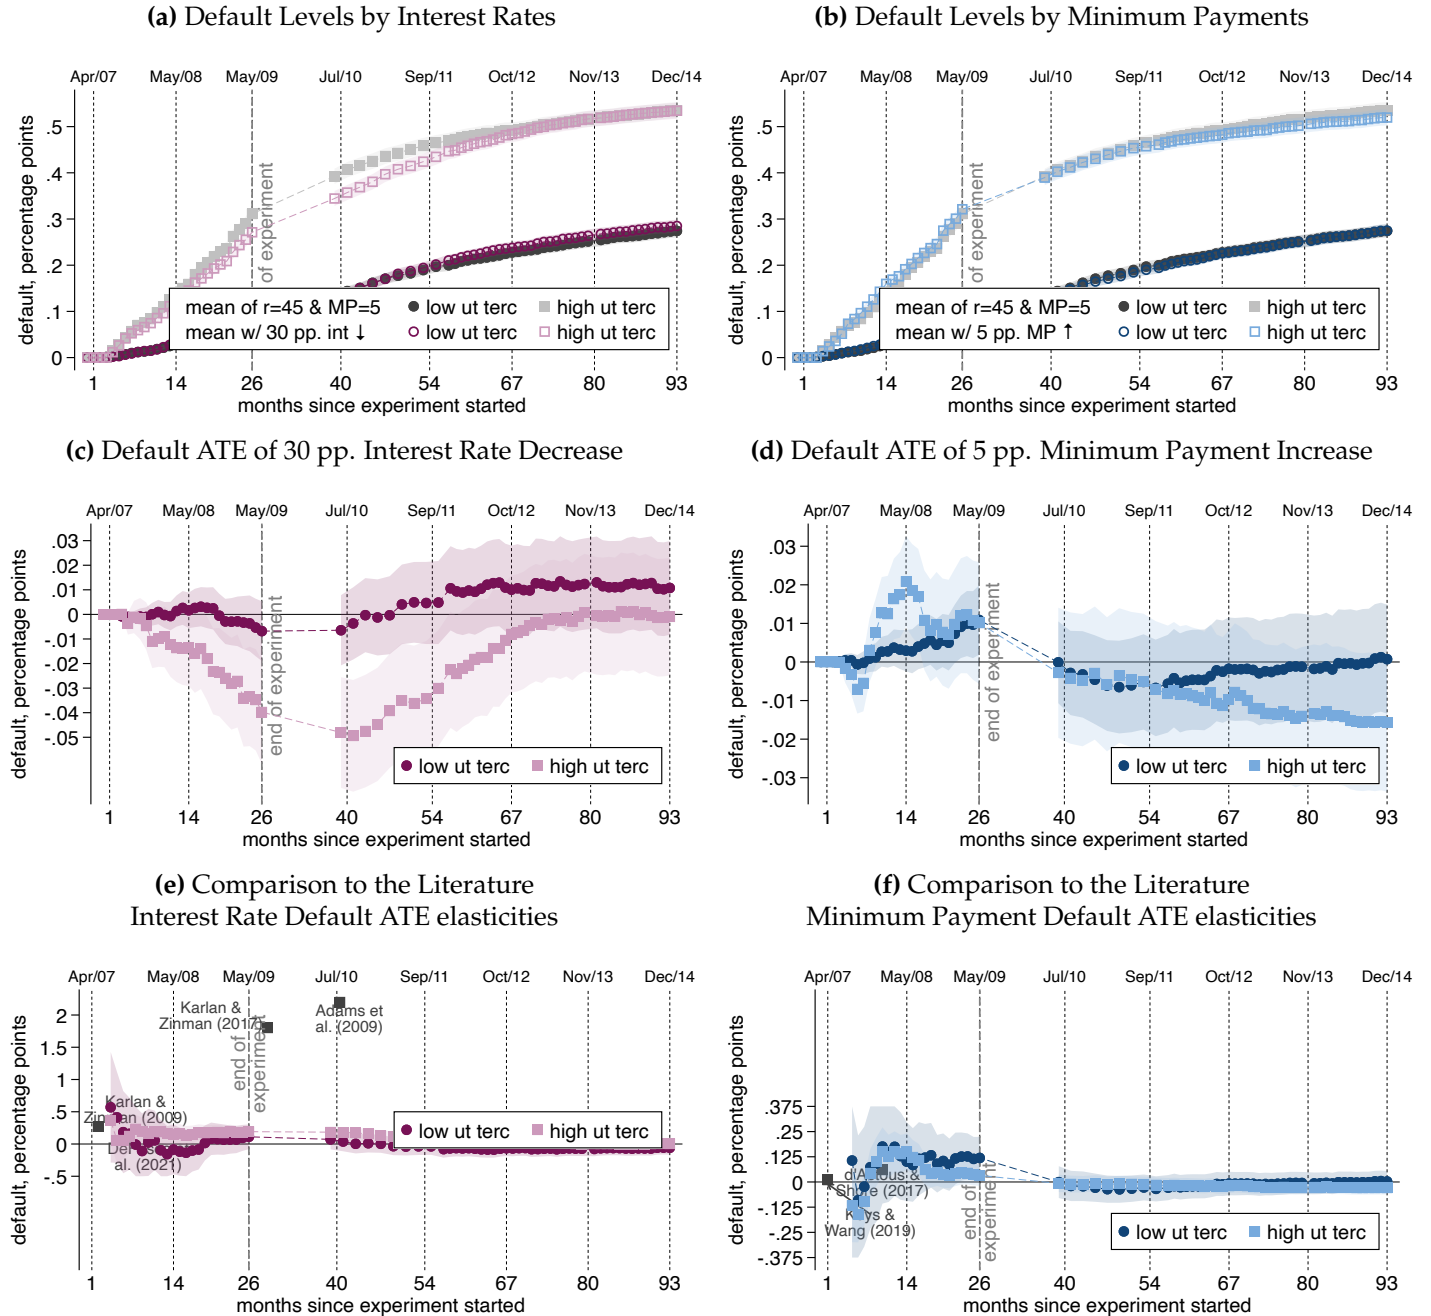 (a) Default Levels by Interest Rates
Apr/07 May/08 May/09 Jul/10 Sep/11 Oct/12 Nov/13 Dec/14
default, percentage points
.5
.4
.3
.2
.1
0
end of experiment
mean of r=45 & MP=5 low ut terc high ut terc
mean w/ 30 pp. int ↓ low ut terc high ut terc
1 14 26 40 54 67 80 93
months since experiment started
(b) Default Levels by Minimum Payments
Apr/07 May/08 May/09 Jul/10 Sep/11 Oct/12 Nov/13 Dec/14
default, percentage points
.5
.4
.3
.2
.1
0
of experiment
mean of r=45 & MP=5 low ut terc high ut terc
mean w/ 5 pp. MP ↑ low ut terc high ut terc
1 14 26 40 54 67 80 93
months since experiment started
(c) Default ATE of 30 pp. Interest Rate Decrease
Apr/07 May/08 May/09 Jul/10 Sep/11 Oct/12 Nov/13 Dec/14
default, percentage points
.03
.02
.01
0
-.01
-.02
-.03
-.04
-.05
end of experiment
low ut terc high ut terc
1 14 26 40 54 67 80 93
months since experiment started
(d) Default ATE of 5 pp. Minimum Payment Increase
Apr/07 May/08 May/09 Jul/10 Sep/11 Oct/12 Nov/13 Dec/14
default, percentage points
.03
.02
.01
0
-.01
-.02
-.03
end of experiment
low ut terc high ut terc
1 14 26 40 54 67 80 93
months since experiment started
(e) Comparison to the Literature
Interest Rate Default ATE elasticities
Apr/07 May/08 May/09 Jul/10 Sep/11 Oct/12 Nov/13 Dec/14
default, percentage points
2
1.5
1
.5
0
-.5
Karlan &
Zinman (2017)
Adams et
al. (2009)
end of
experiment
Karlan &
Zinman (2009)
al. (2021)
low ut terc high ut terc
1 14 26 40 54 67 80 93
months since experiment started
(f) Comparison to the Literature
Minimum Payment Default ATE elasticities
Apr/07 May/08 May/09 Jul/10 Sep/11 Oct/12 Nov/13 Dec/14
default, percentage points
.375
.25
.125
0
-.125
-.25
-.375
d'Astous &
Shore (2017)
Keys &
Wang (2019)
end of
experiment
low ut terc high ut terc
1 14 26 40 54 67 80 93
months since experiment started